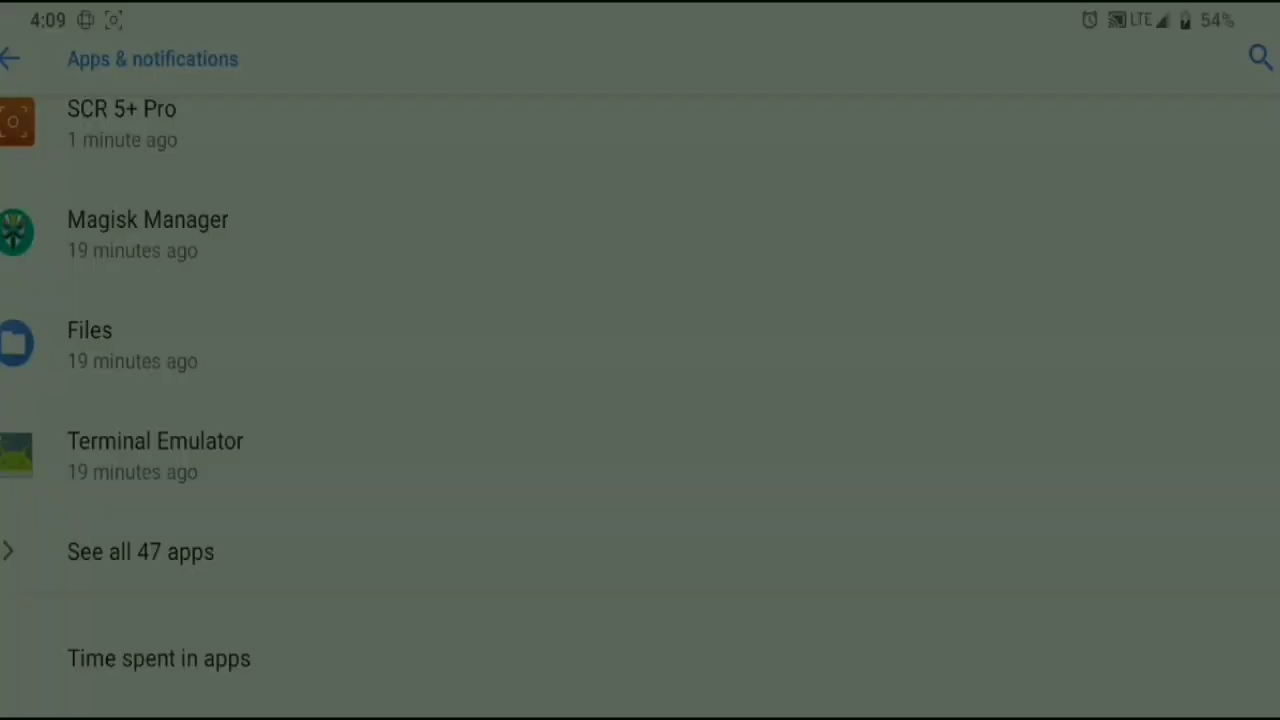 4:09
LTE
54%
Apps & notifications
SCR 5+ Pro
1 minute ago
Magisk Manager
19 minutes ago
Files
19 minutes ago
Terminal Emulator
19 minutes ago
See all 47 apps
Time spent in apps